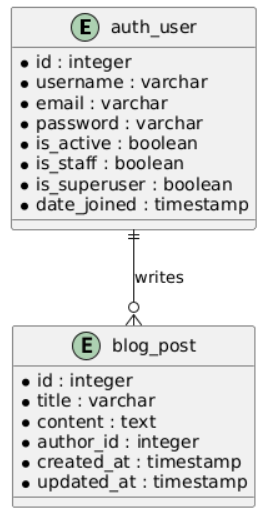 E auth_user
id : integer
username : varchar
email : varchar
password : varchar
is_active : boolean
is_staff : boolean
is_superuser : boolean
date_joined : timestamp
writes
E blog_post
id : integer
title : varchar
content : text
author_id : integer
created_at : timestamp
updated_at : timestamp